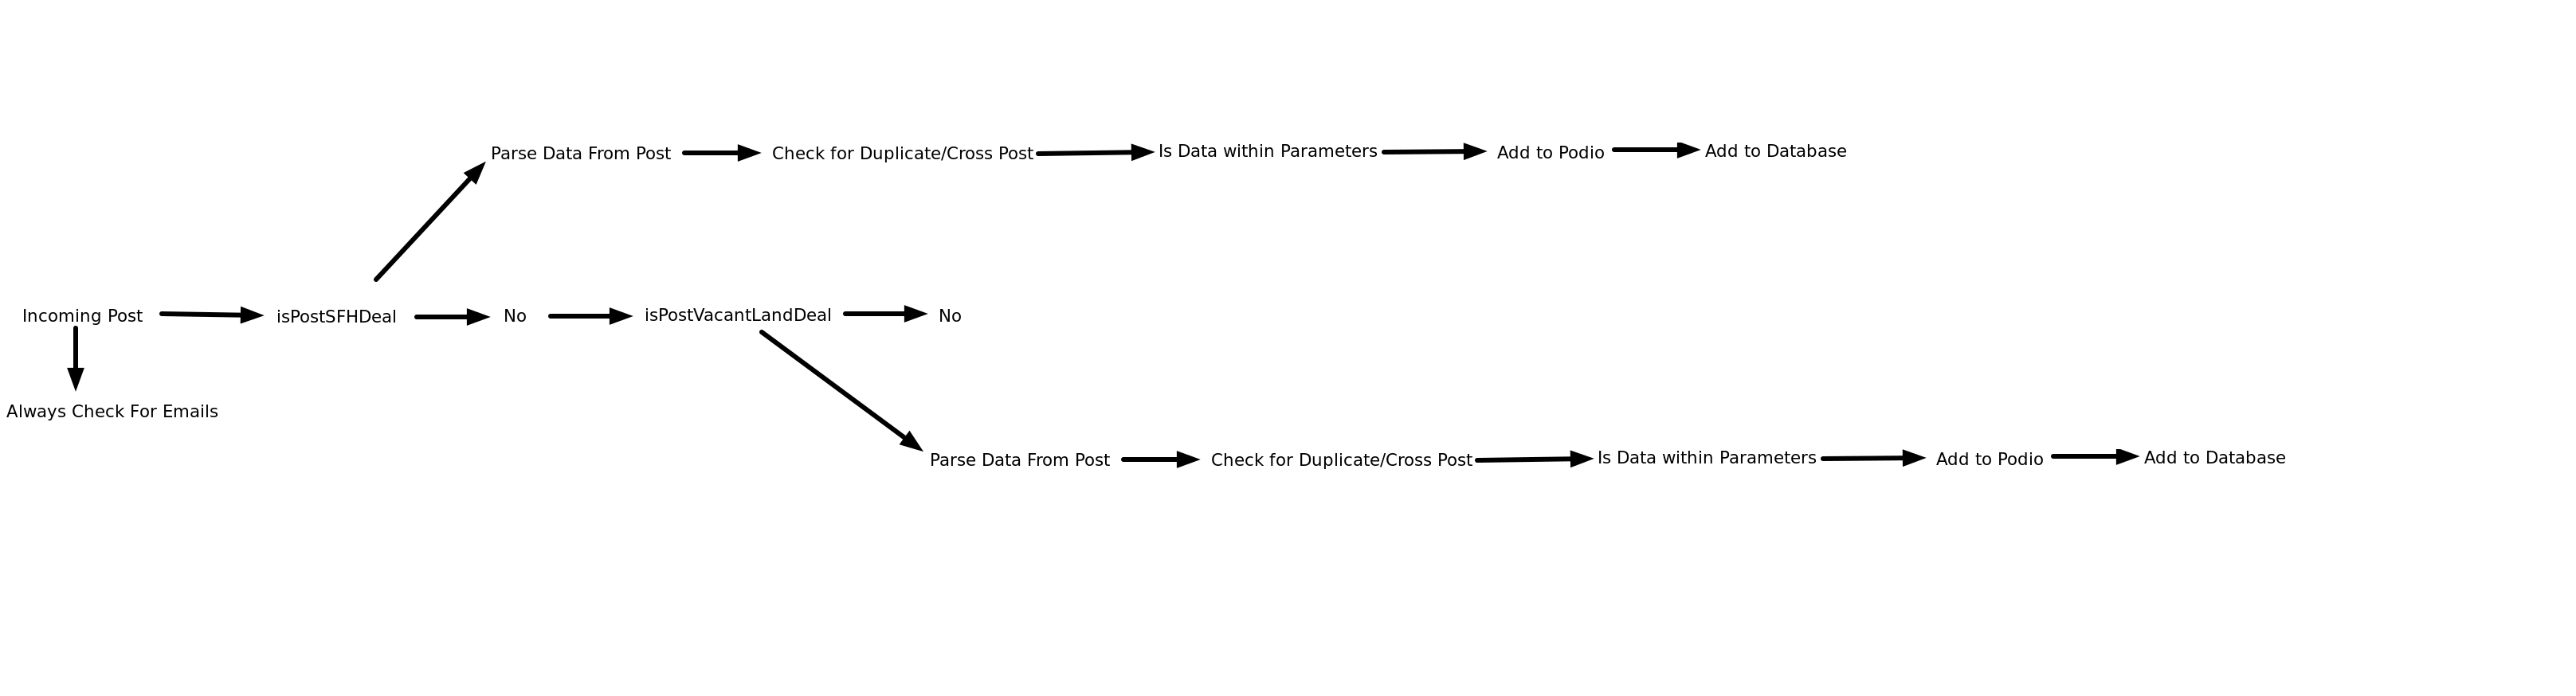 Parse Data From Post
Check for Duplicate/Cross Post
Is Data within Parameters
Add to Podio
Add to Database
Incoming Post
isPostSFHDeal
No
isPostVacantLandDeal
No
Always Check For Emails
Parse Data From Post
Check for Duplicate/Cross Post
Is Data within Parameters
Add to Podio
Add to Database